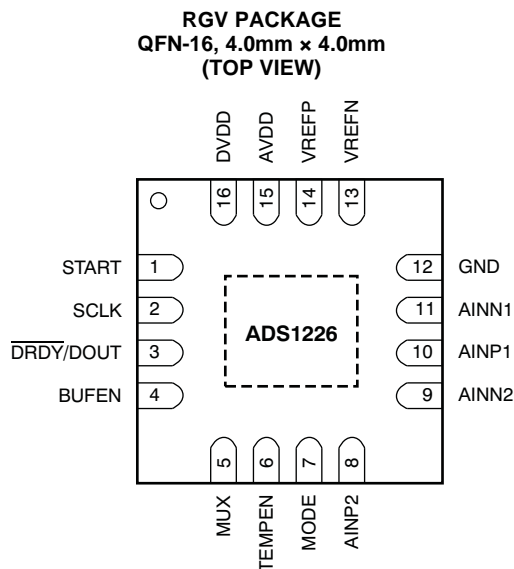 RGV PACKAGE
QFN-16, 4.0mm × 4.0mm
(TOP VIEW)
DVDD
AVDD
VREFP
VREFN
16
15
14
13
START 1
12 GND
SCLK 2
11 AINN1
ADS1226
DRDY/DOUT 3
10 AINP1
BUFEN 4
9 AINN2
5
6
7
8
MUX
TEMPEN
MODE
AINP2